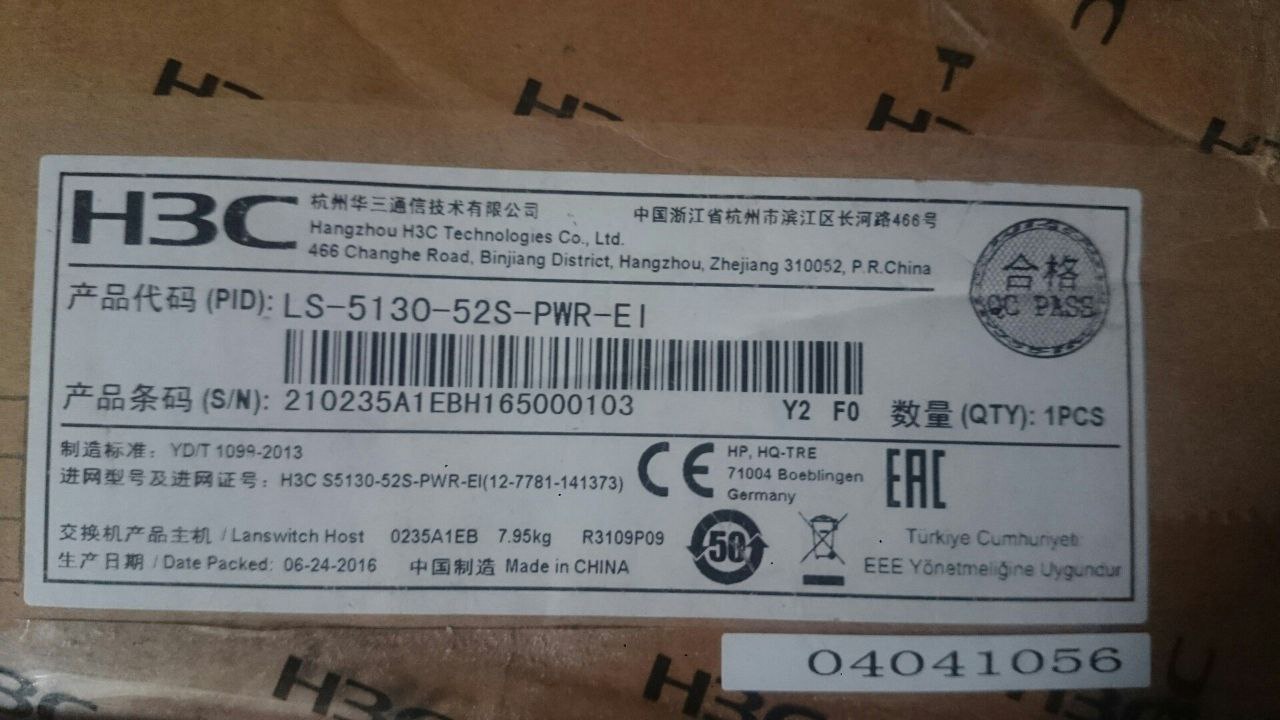 H3C
杭州华三通信技术有限公司 中国浙江省杭州市滨江区长河路466号
Hangzhou H3C Technologies Co., Ltd.
466 Changhe Road, Binjiang District, Hangzhou, Zhejiang 310052, P.R.China
合格
QC PASS
产品代码 (PID): LS-5130-52S-PWR-EI
产品条码 (S/N): 210235A1EBH165000103 Y2 F0 数量 (QTY): 1PCS
制造标准: YD/T 1099-2013
进网型号及进网证号: H3C S5130-52S-PWR-EI(12-7781-141373)
CE
HP, HQ-TRE
71004 Boeblingen
Germany
EAC
交换机产品主机 / Lanswitch Host 0235A1EB 7.95kg R3109P09
生产日期 / Date Packed: 06-24-2016 中国制造 Made in CHINA
50
Türkiye Cumhuriyeti
EEE Yönetmeliğine Uygundur
04041056
H3C
H3C
H3C